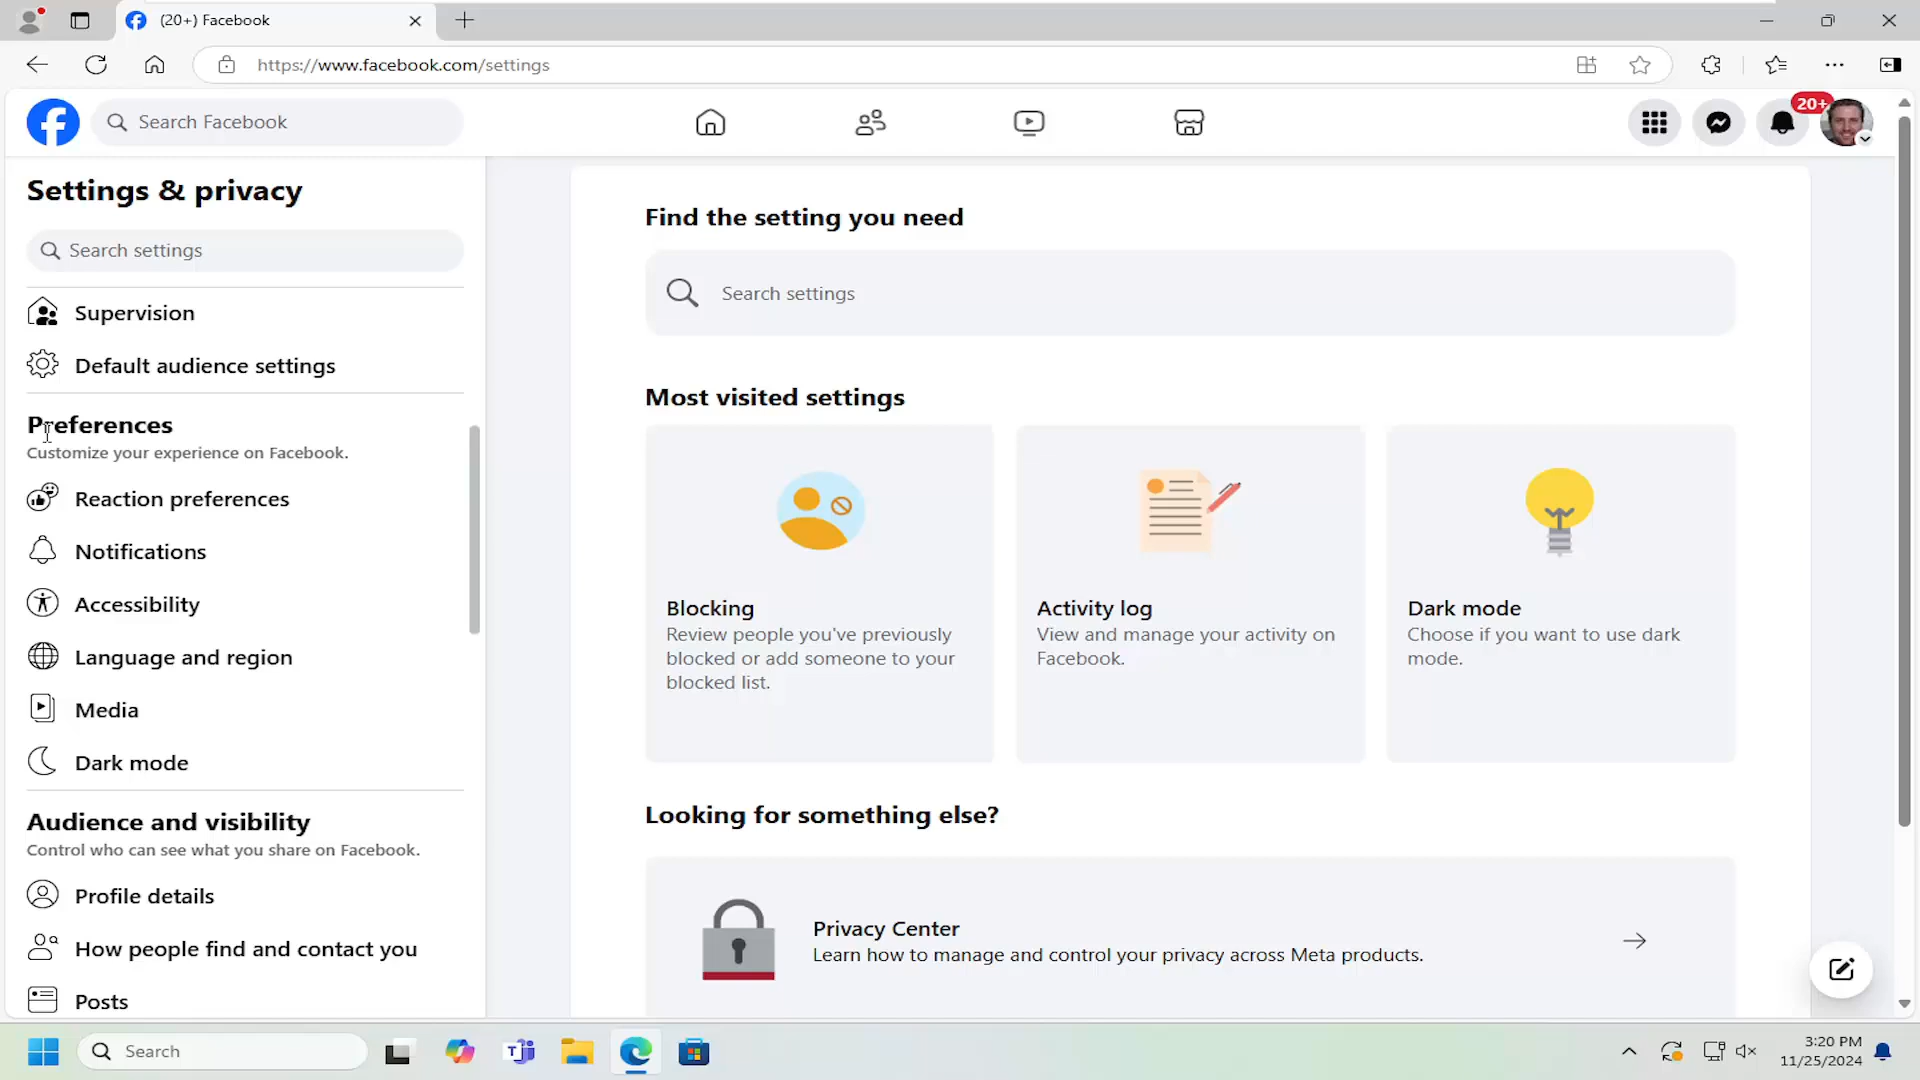 (20+) Facebook
https://www.facebook.com/settings
Search Facebook
20+
Settings & privacy
Search settings
Supervision
Default audience settings
Preferences
Customize your experience on Facebook.
Reaction preferences
Notifications
Accessibility
Language and region
Media
Dark mode
Audience and visibility
Control who can see what you share on Facebook.
Profile details
How people find and contact you
Posts
Find the setting you need
Search settings
Most visited settings
Blocking
Review people you've previously
blocked or add someone to your
blocked list.
Activity log
View and manage your activity on
Facebook.
Dark mode
Choose if you want to use dark
mode.
Looking for something else?
Privacy Center
Learn how to manage and control your privacy across Meta products.
Search
3:20 PM
11/25/2024